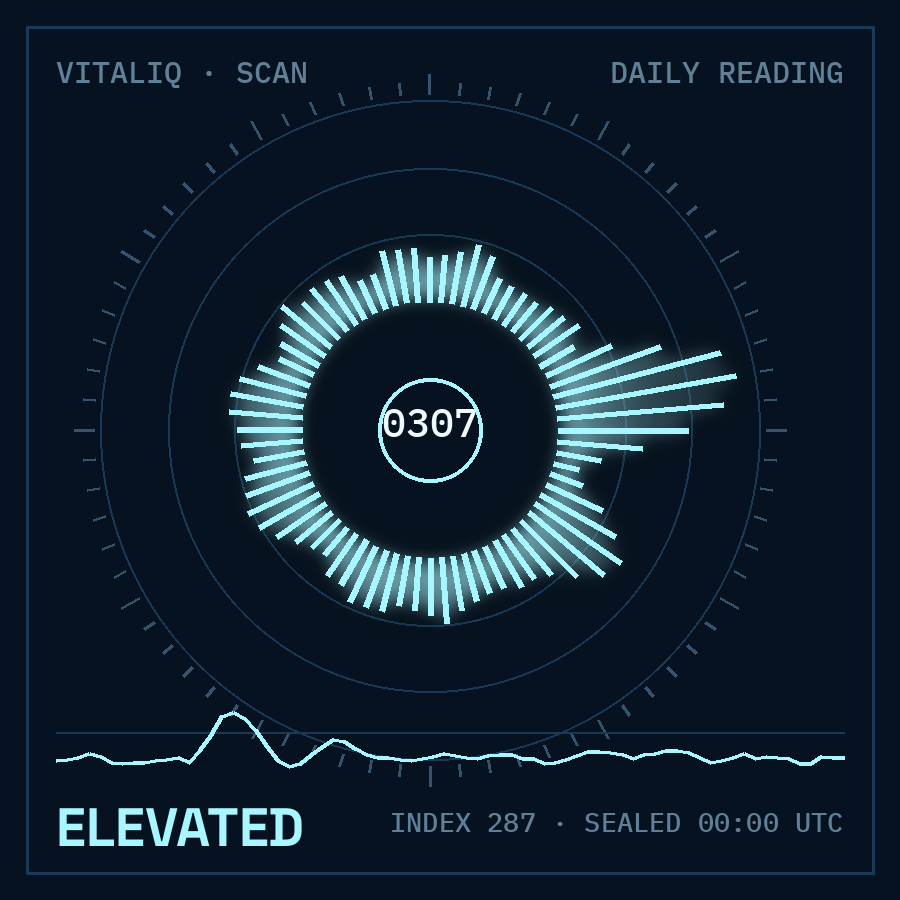 VITALIQ · SCAN
DAILY READING
0307
ELEVATED
INDEX 287 · SEALED 00:00 UTC